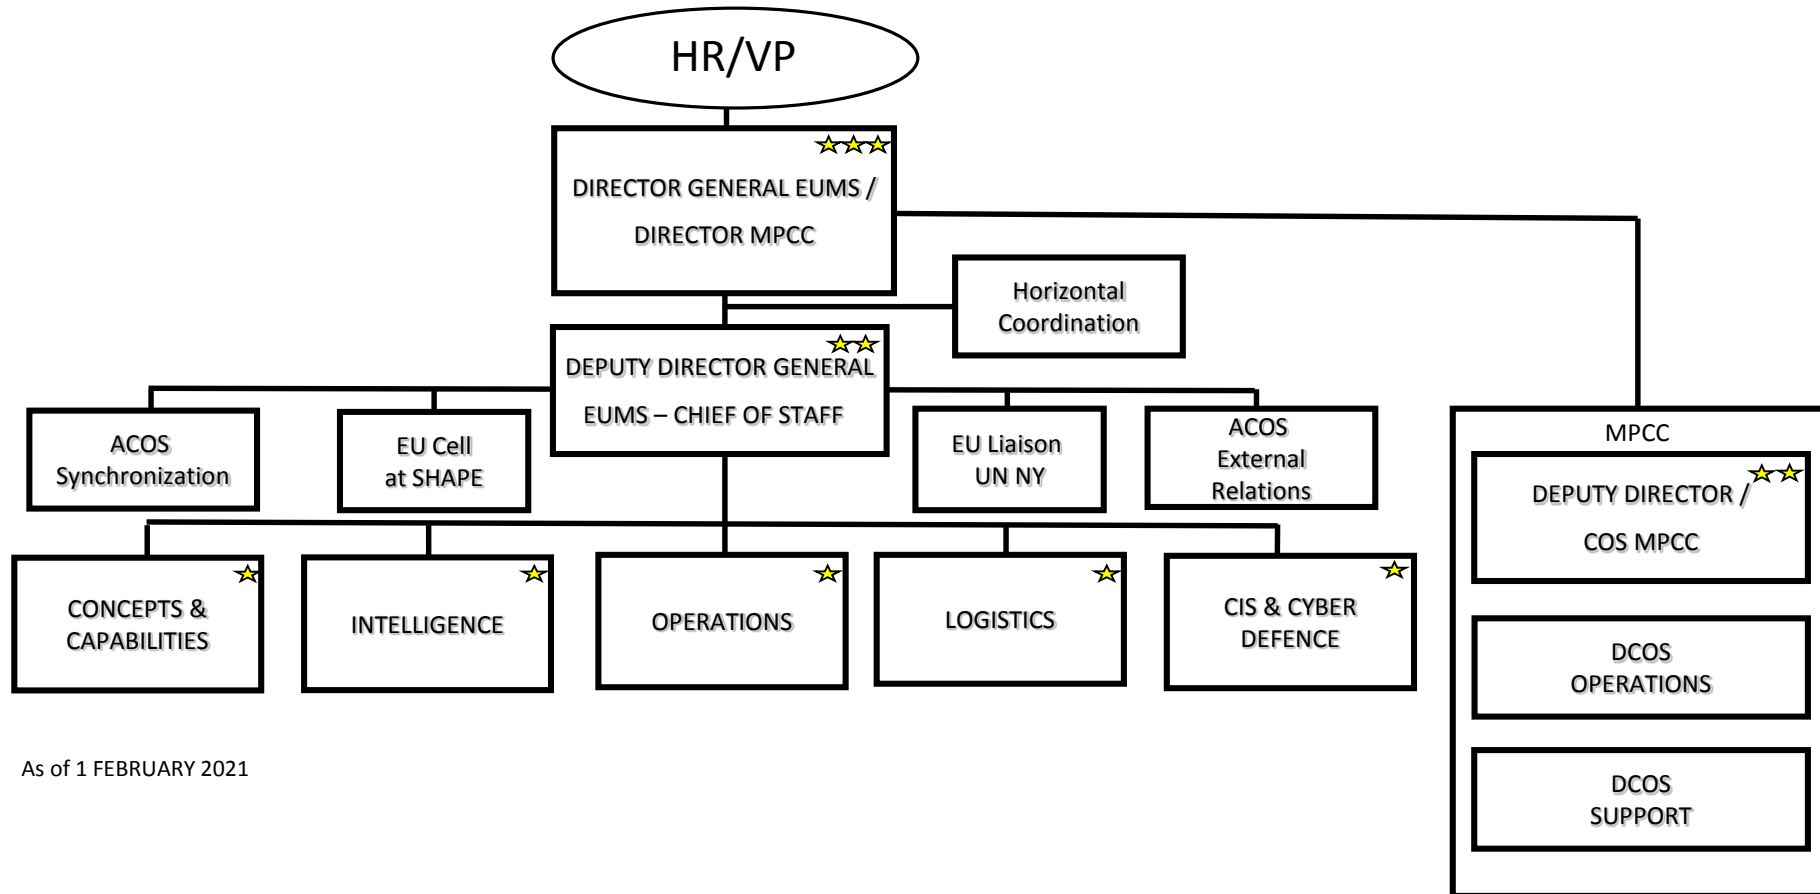 HR/VP
DIRECTOR GENERAL EUMS /
DIRECTOR MPCC
Horizontal
Coordination
DEPUTY DIRECTOR GENERAL
EUMS – CHIEF OF STAFF
ACOS
Synchronization
EU Cell
at SHAPE
EU Liaison
UN NY
ACOS
External
Relations
MPCC
DEPUTY DIRECTOR /
COS MPCC
DCOS
OPERATIONS
DCOS
SUPPORT
CONCEPTS &
CAPABILITIES
INTELLIGENCE
OPERATIONS
LOGISTICS
CIS & CYBER
DEFENCE
As of 1 FEBRUARY 2021